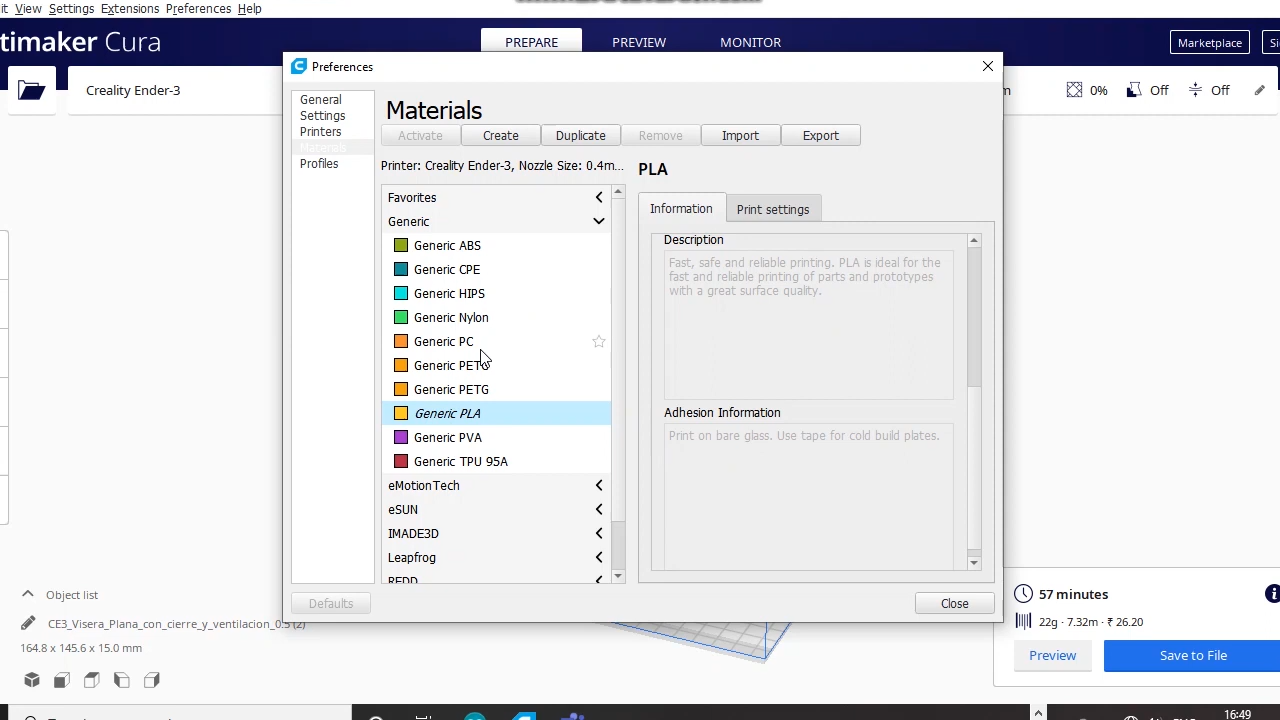 it View Settings Extensions Preferences Help
timaker Cura
PREPARE
PREVIEW
MONITOR
Marketplace
Si
Creality Ender-3
m
0%
Off
Off
Preferences
General
Settings
Printers
Materials
Profiles
Materials
Activate
Create
Duplicate
Remove
Import
Export
Printer: Creality Ender-3, Nozzle Size: 0.4m...
PLA
Favorites
Generic
Generic ABS
Generic CPE
Generic HIPS
Generic Nylon
Generic PC
Generic PETG
Generic PLA
Generic PVA
Generic TPU 95A
eMotionTech
eSUN
IMADE3D
Leapfrog
REDD
Information
Print settings
Description
Fast, safe and reliable printing. PLA is ideal for the
fast and reliable printing of parts and prototypes
with a great surface quality.
Adhesion Information
Print on bare glass. Use tape for cold build plates.
Defaults
Close
Object list
CE3_Visera_Plana_con_cierre_y_ventilacion_0.5 (2)
164.8 x 145.6 x 15.0 mm
57 minutes
22g · 7.32m · ₹ 26.20
Preview
Save to File
16:49